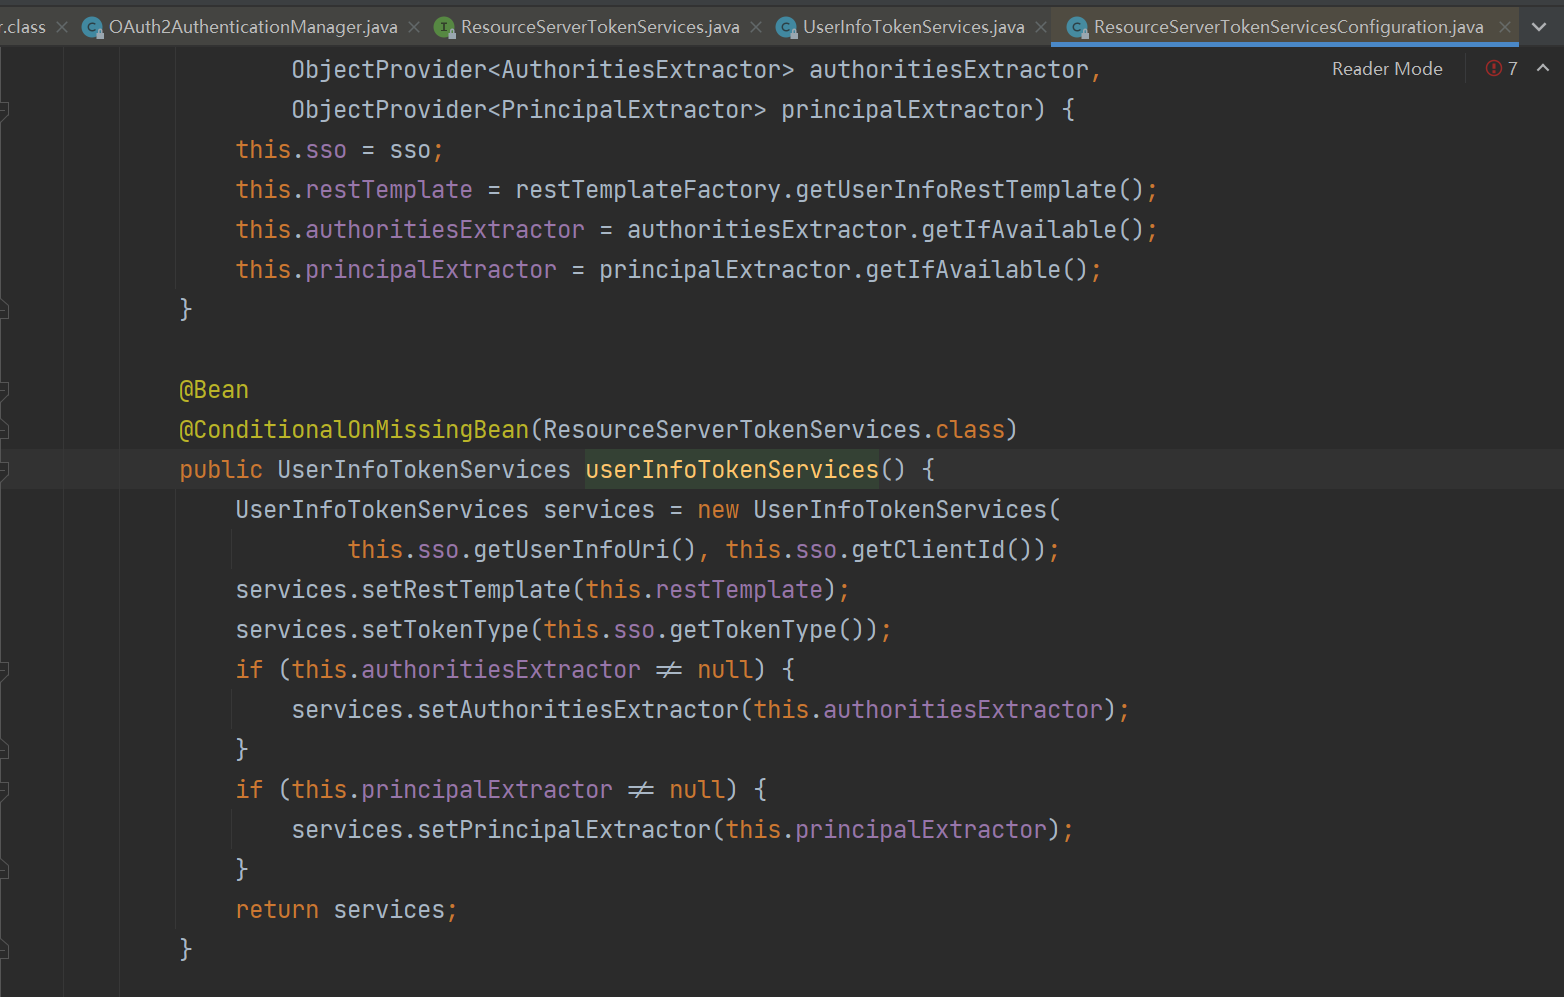 r.class OAuth2AuthenticationManager.java ResourceServerTokenServices.java UserInfoTokenServices.java ResourceServerTokenServicesConfiguration.java
ObjectProvider<AuthoritiesExtractor> authoritiesExtractor,
Reader Mode 7
ObjectProvider<PrincipalExtractor> principalExtractor) {
this.sso = sso;
this.restTemplate = restTemplateFactory.getUserInfoRestTemplate();
this.authoritiesExtractor = authoritiesExtractor.getIfAvailable();
this.principalExtractor = principalExtractor.getIfAvailable();
}
@Bean
@ConditionalOnMissingBean(ResourceServerTokenServices.class)
public UserInfoTokenServices userInfoTokenServices() {
UserInfoTokenServices services = new UserInfoTokenServices(
this.sso.getUserInfoUri(), this.sso.getClientId());
services.setRestTemplate(this.restTemplate);
services.setTokenType(this.sso.getTokenType());
if (this.authoritiesExtractor ≠ null) {
services.setAuthoritiesExtractor(this.authoritiesExtractor);
}
if (this.principalExtractor ≠ null) {
services.setPrincipalExtractor(this.principalExtractor);
}
return services;
}